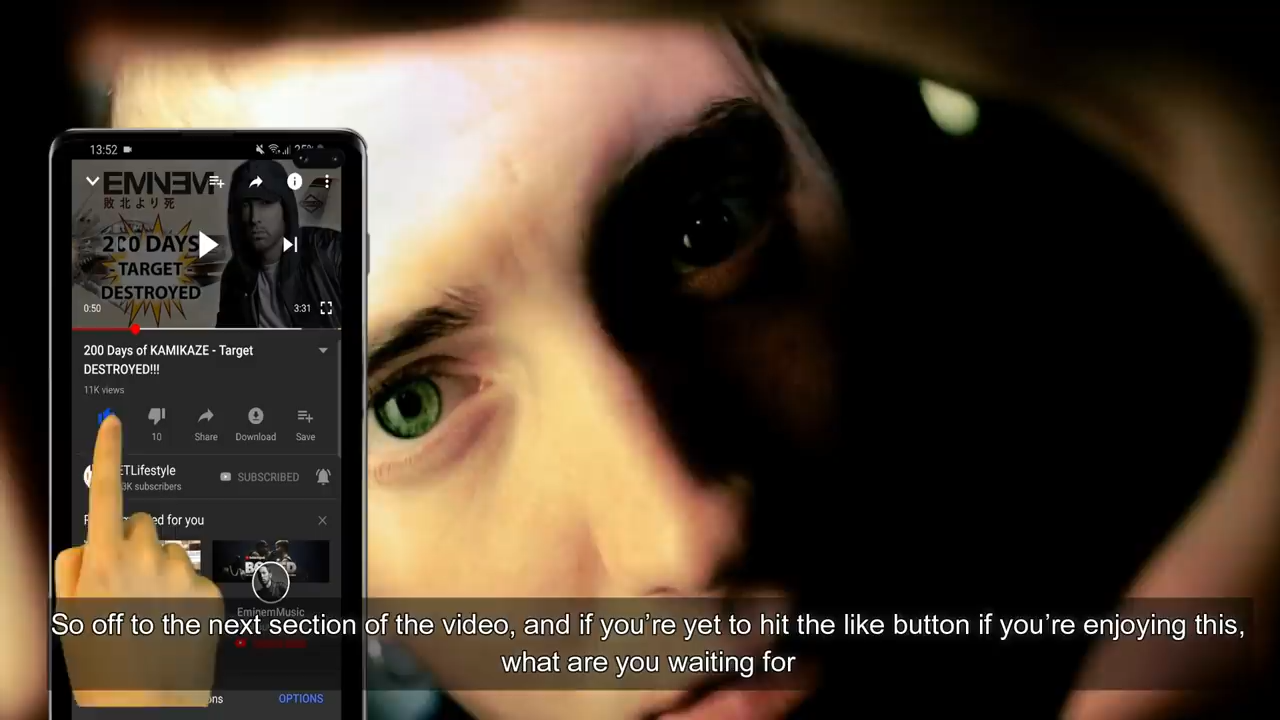 13:52
EMINEM
敗北より死
200 DAYS
- TARGET -
DESTROYED
0:50
3:31
200 Days of KAMIKAZE - Target
DESTROYED!!!
11K views
10
Share
Download
Save
ETLifestyle
SUBSCRIBED
3K subscribers
ed for you
EminemMusic
So off to the next section of the video, and if you’re yet to hit the like button if you’re enjoying this,
what are you waiting for
OPTIONS